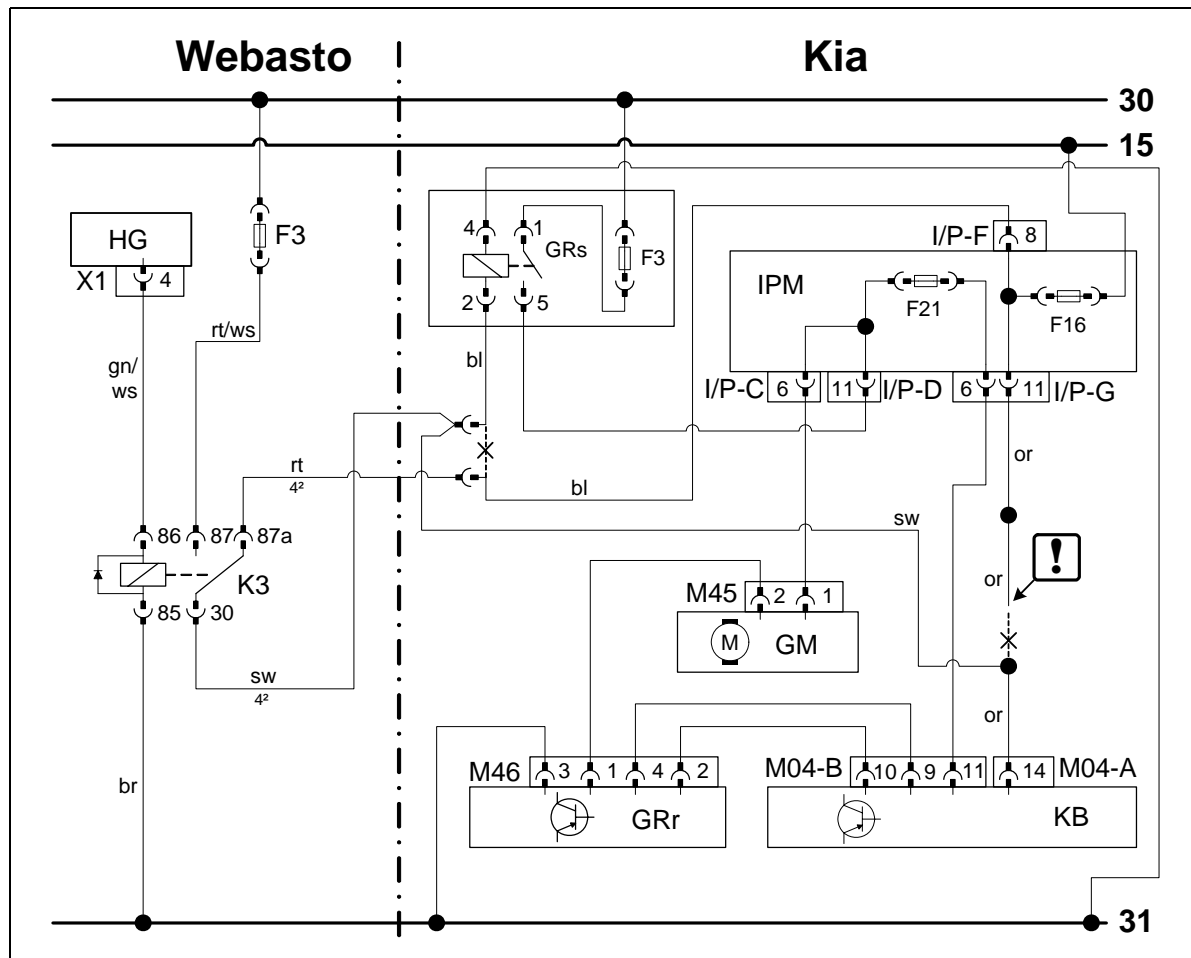 Webasto Kia
30
15
HG F3 4 1 GRs F3 I/P-F 8
X1 4 IPM F21 F16
2 5
rt/ws bl
gn/
ws
I/P-C 6 11 I/P-D 6 11 I/P-G
or
rt
4²
bl
sw
86 87 87a
!
or
K3
M45 2 1
85 30
M GM
sw
4²
or
br
M46 3 1 4 2 M04-B 10 9 11 14 M04-A
GRr KB
31